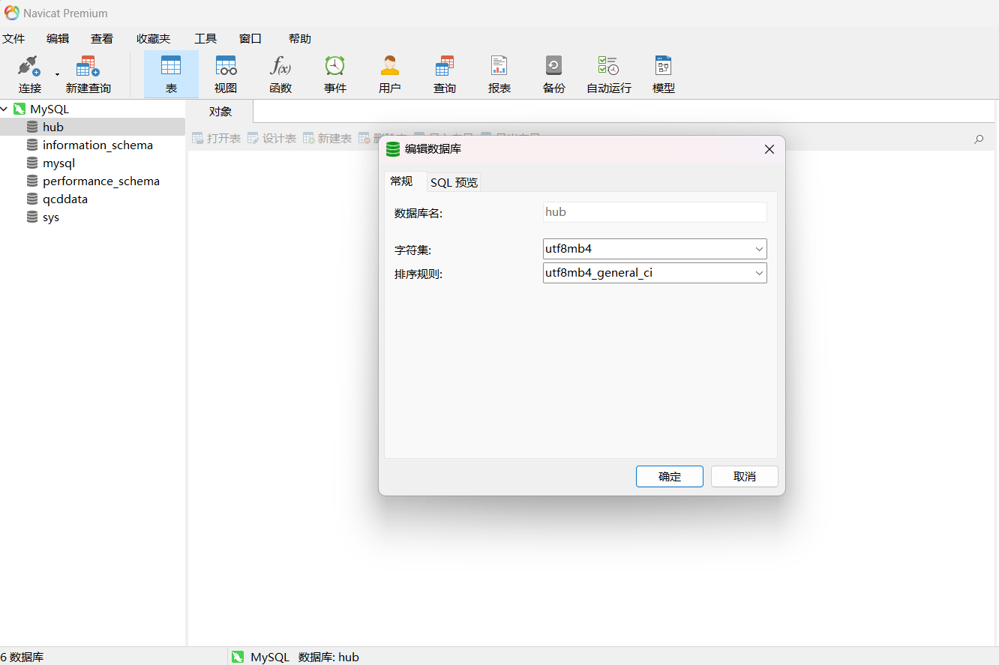 Navicat Premium
文件 编辑 查看 收藏夹 工具 窗口 帮助
连接 新建查询 表 视图 函数 事件 用户 查询 报表 备份 自动运行 模型
MySQL
hub
information_schema
mysql
performance_schema
qcddata
sys
对象
打开表 设计表 新建表
编辑数据库
常规 SQL 预览
数据库名: hub
字符集: utf8mb4
排序规则: utf8mb4_general_ci
确定 取消
6 数据库 MySQL 数据库: hub